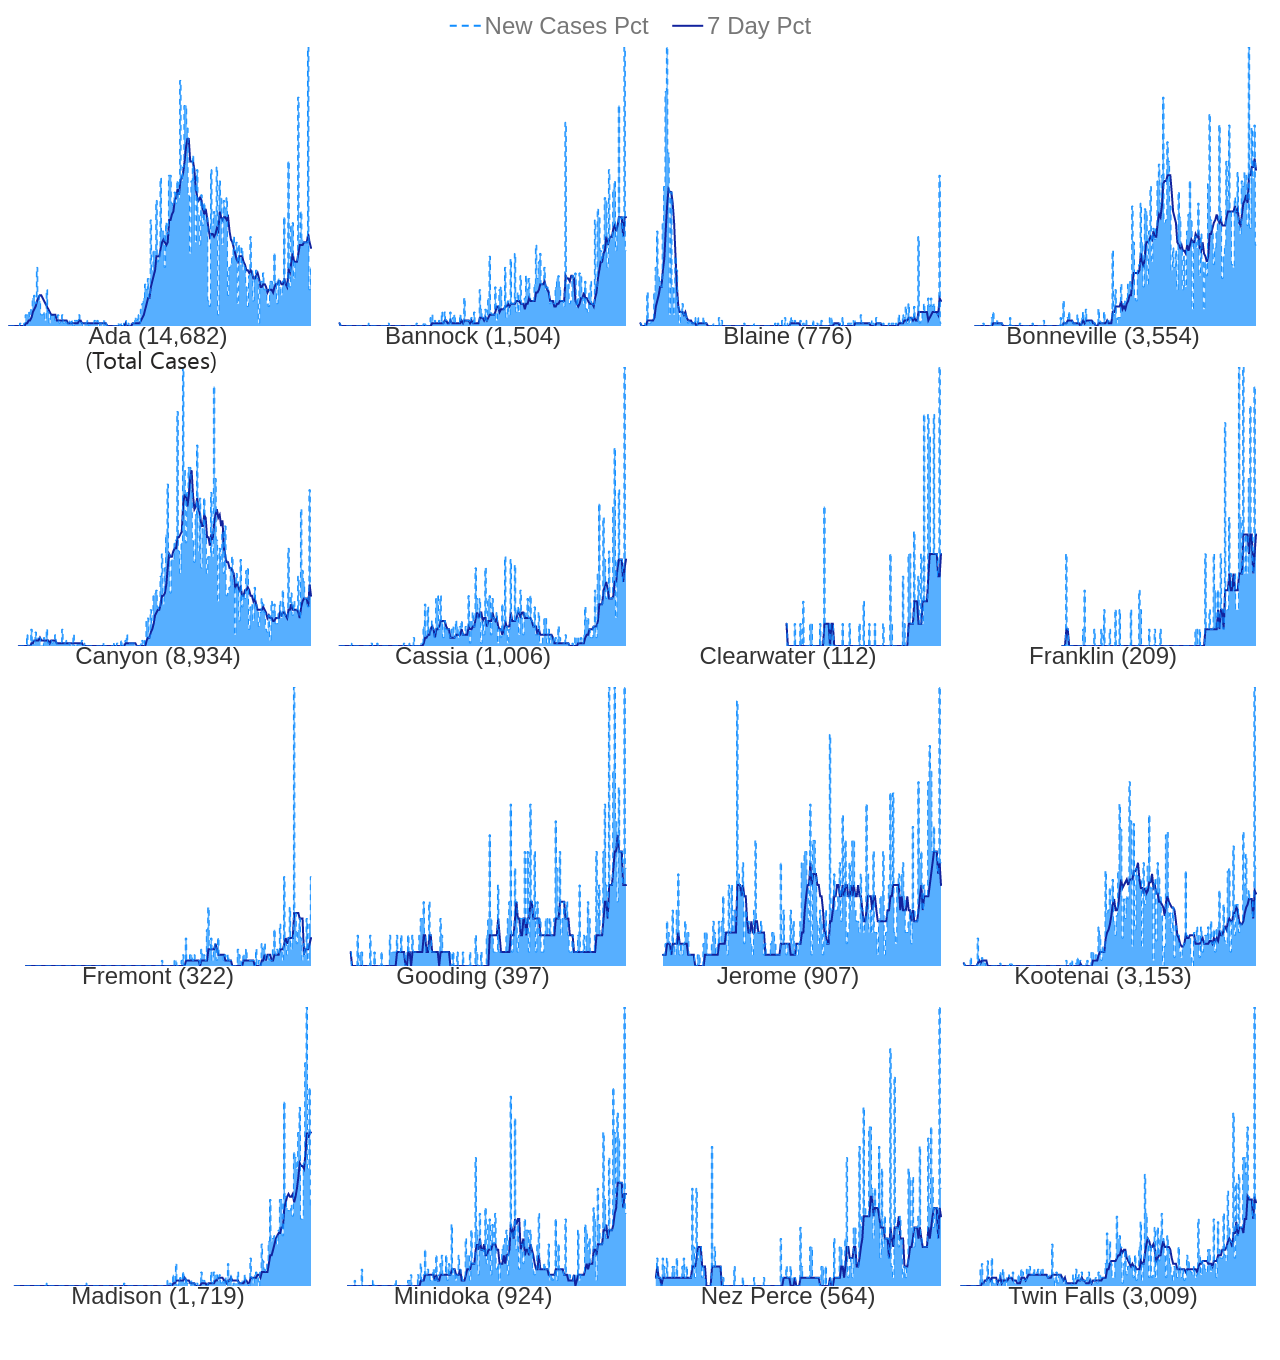 New Cases Pct 7 Day Pct
Ada (14,682) Bannock (1,504) Blaine (776) Bonneville (3,554)
(Total Cases)
Canyon (8,934) Cassia (1,006) Clearwater (112) Franklin (209)
Fremont (322) Gooding (397) Jerome (907) Kootenai (3,153)
Madison (1,719) Minidoka (924) Nez Perce (564) Twin Falls (3,009)